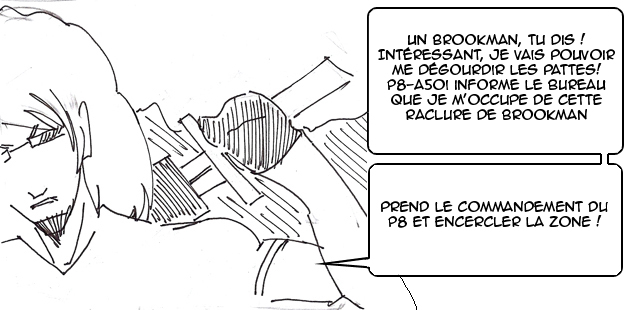 UN BROOKMAN, TU DIS !
INTÉRESSANT, JE VAIS POUVOIR
ME DÉGOURDIR LES PATTES!
P8-A501 INFORME LE BUREAU
QUE JE M'OCCUPE DE CETTE
RACLURE DE BROOKMAN
PREND LE COMMANDEMENT DU
P8 ET ENCERCLER LA ZONE !